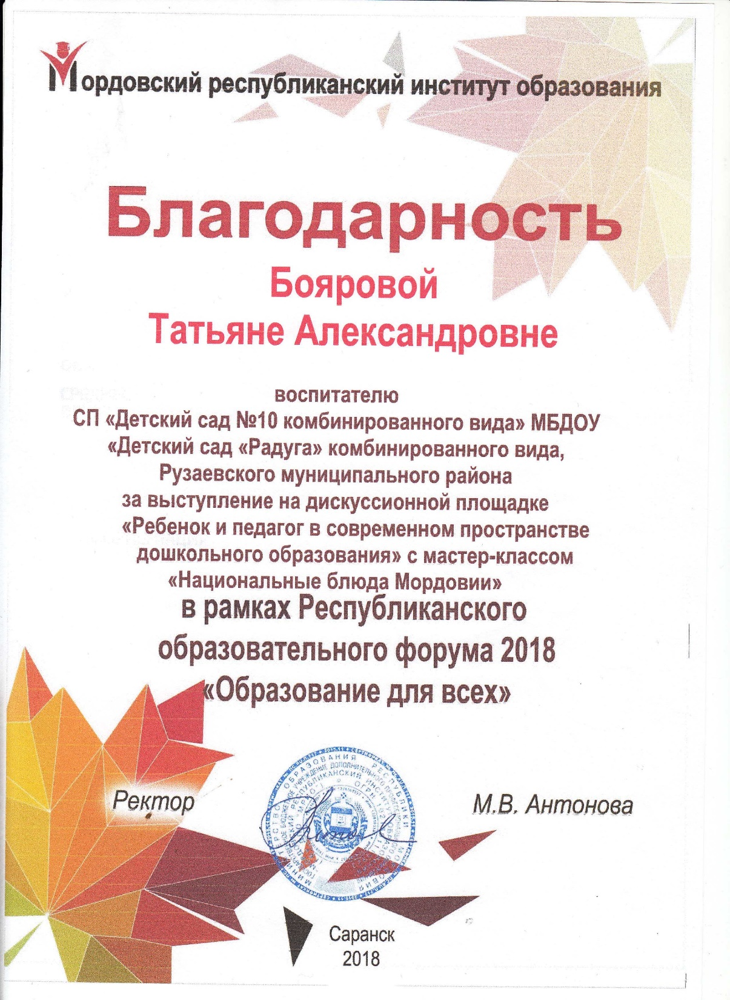 Мордовский республиканский институт образования
Благодарность
Бояровой
Татьяне Александровне
воспитателю
СП «Детский сад №10 комбинированного вида» МБДОУ
«Детский сад «Радуга» комбинированного вида,
Рузаевского муниципального района
за выступление на дискуссионной площадке
«Ребенок и педагог в современном пространстве
дошкольного образования» с мастер-классом
«Национальные блюда Мордовии»
в рамках Республиканского
образовательного форума 2018
«Образование для всех»
Ректор
М.В. Антонова
Саранск
2018